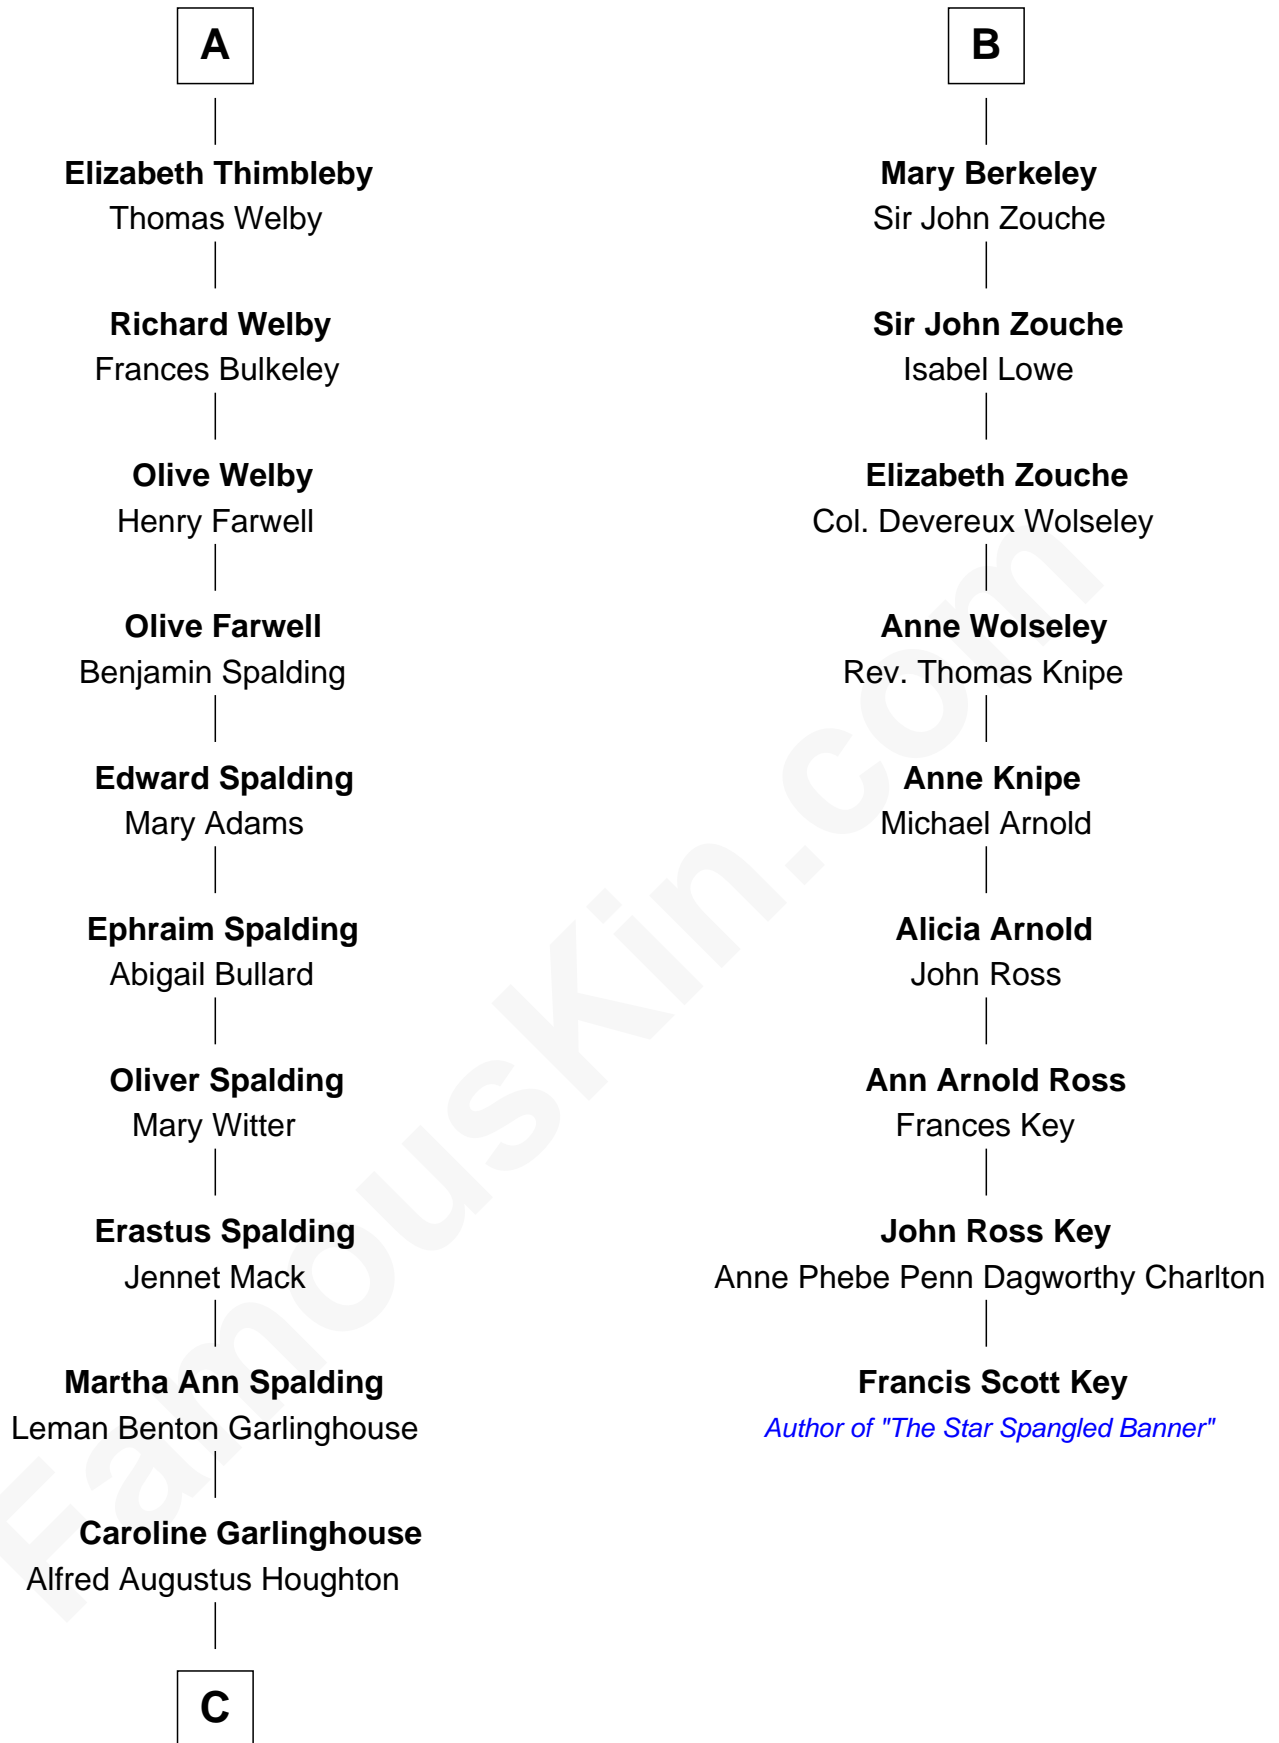 A
Elizabeth Thimbleby
Thomas Welby
Richard Welby
Frances Bulkeley
Olive Welby
Henry Farwell
Olive Farwell
Benjamin Spalding
Edward Spalding
Mary Adams
Ephraim Spalding
Abigail Bullard
Oliver Spalding
Mary Witter
Erastus Spalding
Jennet Mack
Martha Ann Spalding
Leman Benton Garlinghouse
Caroline Garlinghouse
Alfred Augustus Houghton
C
B
Mary Berkeley
Sir John Zouche
Sir John Zouche
Isabel Lowe
Elizabeth Zouche
Col. Devereux Wolseley
Anne Wolseley
Rev. Thomas Knipe
Anne Knipe
Michael Arnold
Alicia Arnold
John Ross
Ann Arnold Ross
Frances Key
John Ross Key
Anne Phebe Penn Dagworthy Charlton
Francis Scott Key
Author of "The Star Spangled Banner"
FamousKin.com